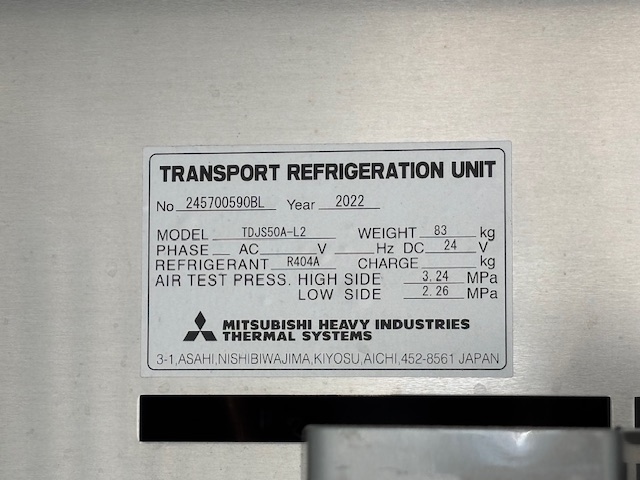 TRANSPORT REFRIGERATION UNIT
No 245700590BL Year 2022
MODEL TDJS50A-L2 WEIGHT 83 kg
PHASE AC V Hz DC 24 V
REFRIGERANT R404A CHARGE kg
AIR TEST PRESS. HIGH SIDE 3.24 MPa
LOW SIDE 2.26 MPa
MITSUBISHI HEAVY INDUSTRIES
THERMAL SYSTEMS
3-1,ASAHI,NISHIBIWAJIMA,KIYOSU,AICHI,452-8561 JAPAN